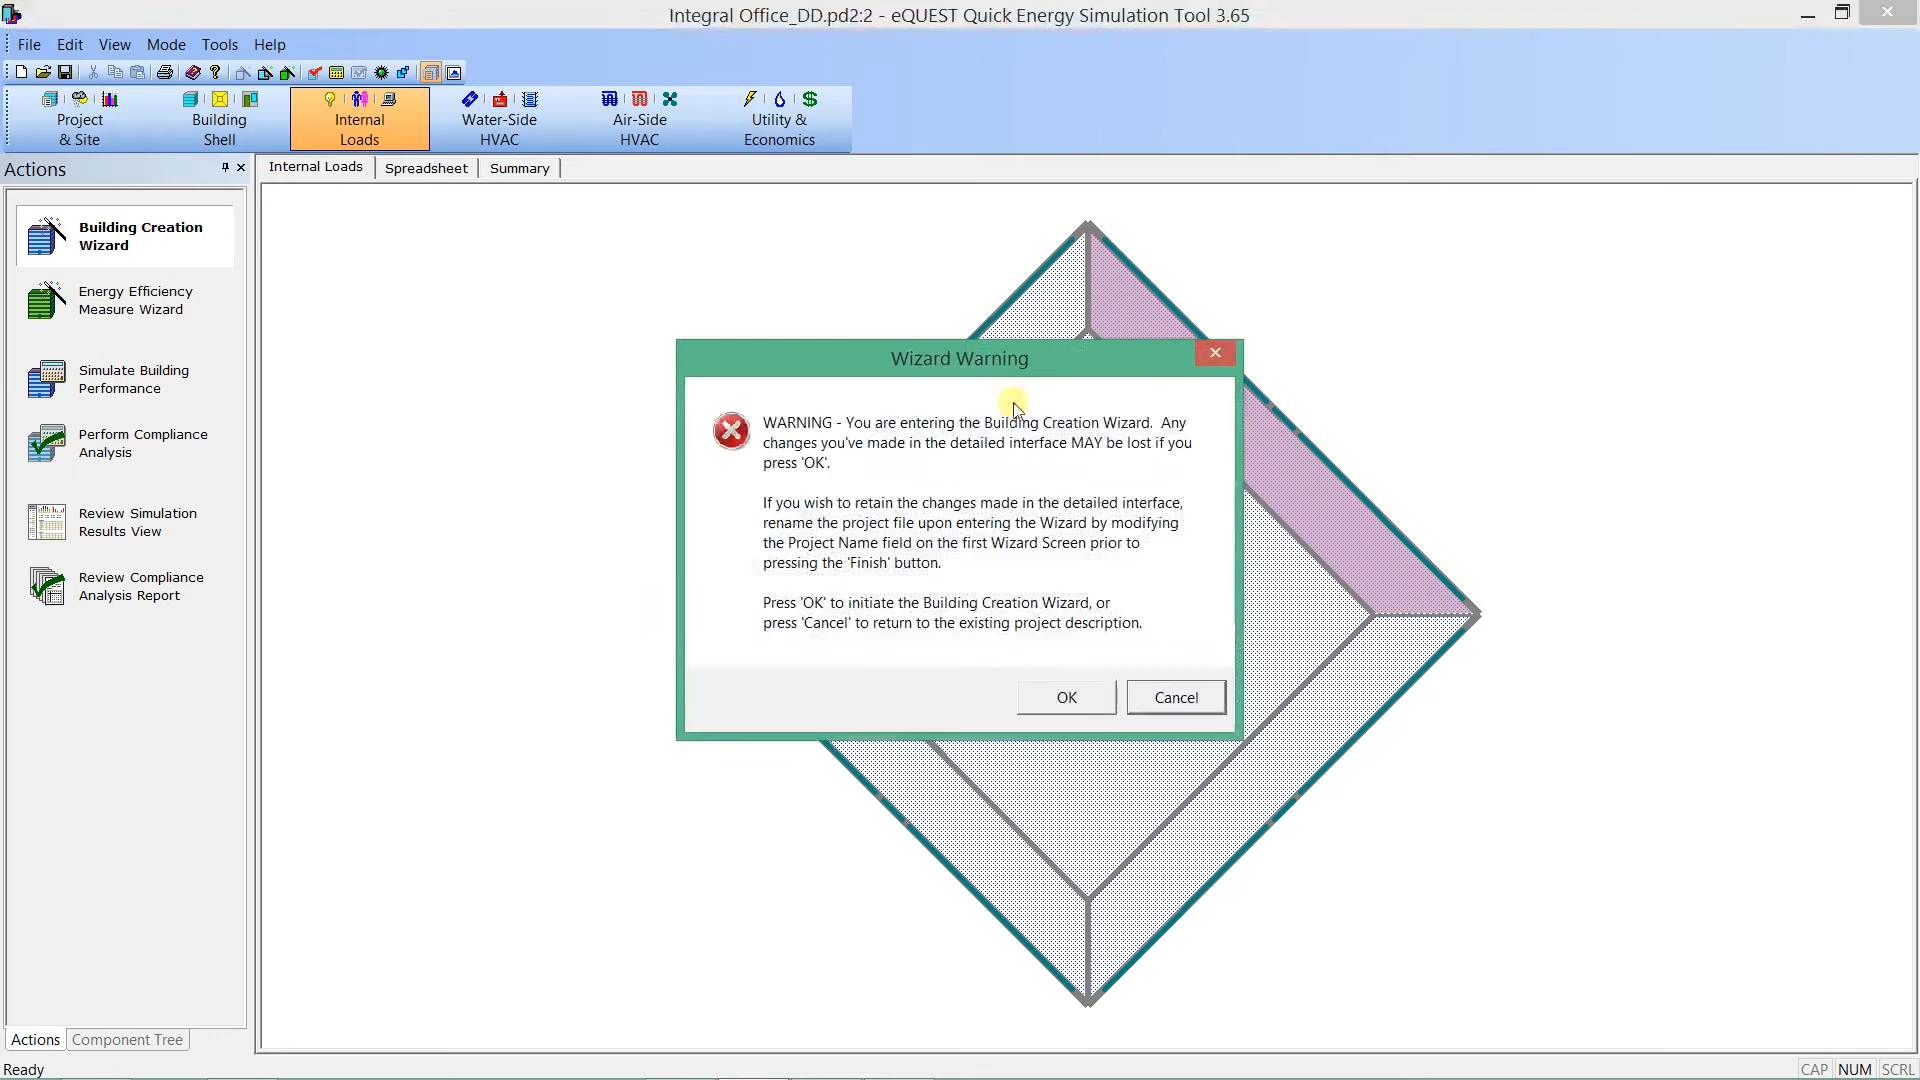 Integral Office_DD.pd2:2 - eQUEST Quick Energy Simulation Tool 3.65
File Edit View Mode Tools Help
Project & Site
Building Shell
Internal Loads
Water-Side HVAC
Air-Side HVAC
Utility & Economics
Actions
Internal Loads Spreadsheet Summary
Building Creation
Wizard
Energy Efficiency
Measure Wizard
Simulate Building
Performance
Perform Compliance
Analysis
Review Simulation
Results View
Review Compliance
Analysis Report
Wizard Warning
WARNING - You are entering the Building Creation Wizard. Any
changes you've made in the detailed interface MAY be lost if you
press 'OK'.
If you wish to retain the changes made in the detailed interface,
rename the project file upon entering the Wizard by modifying
the Project Name field on the first Wizard Screen prior to
pressing the 'Finish' button.
Press 'OK' to initiate the Building Creation Wizard, or
press 'Cancel' to return to the existing project description.
OK Cancel
Actions Component Tree
Ready
CAP NUM SCRL